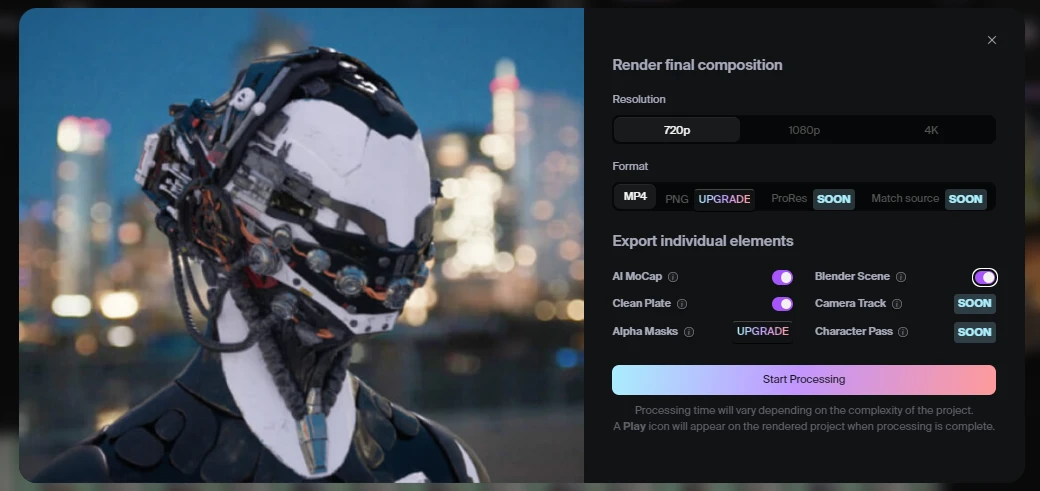 Render final composition
Resolution
720p 1080p 4K
Format
MP4 PNG UPGRADE ProRes SOON Match source SOON
Export individual elements
AI MoCap Blender Scene
Clean Plate Camera Track SOON
Alpha Masks UPGRADE Character Pass SOON
Start Processing
Processing time will vary depending on the complexity of the project.
A Play icon will appear on the rendered project when processing is complete.